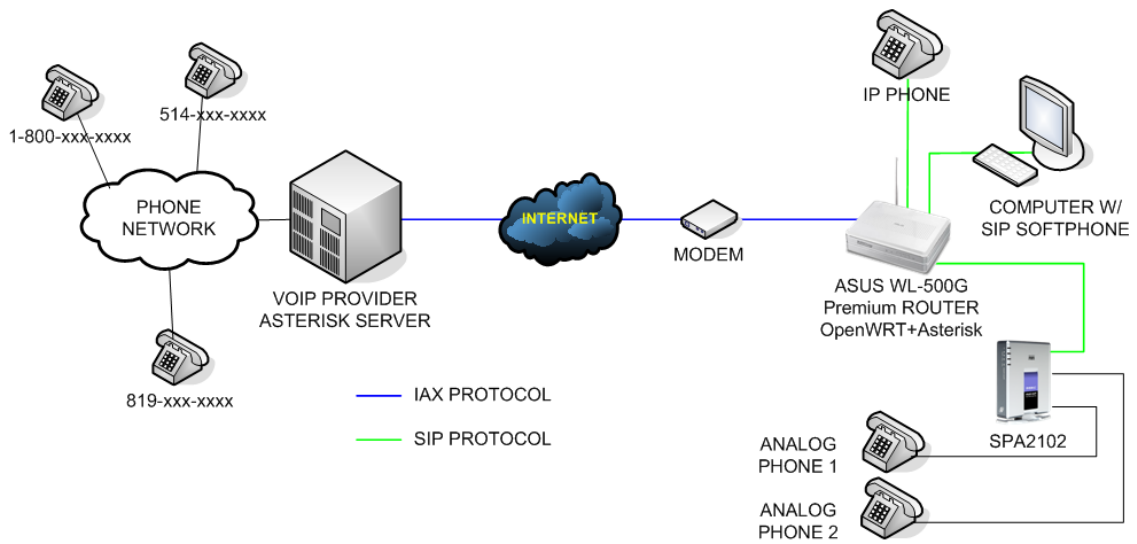 1-800-xxx-xxxx
514-xxx-xxxx
PHONE
NETWORK
819-xxx-xxxx
VOIP PROVIDER
ASTERISK SERVER
INTERNET
MODEM
IP PHONE
COMPUTER W/
SIP SOFTPHONE
ASUS WL-500G
Premium ROUTER
OpenWRT+Asterisk
SPA2102
ANALOG
PHONE 1
ANALOG
PHONE 2
IAX PROTOCOL
SIP PROTOCOL